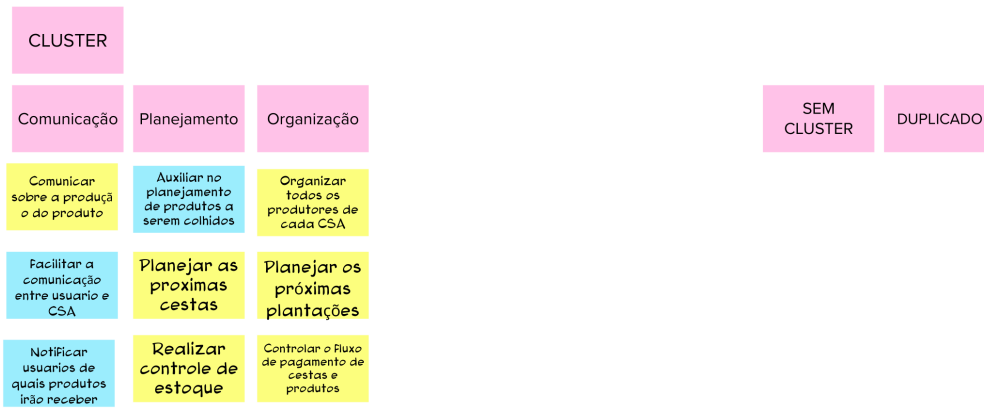 CLUSTER
Comunicação
Planejamento
Organização
SEM
CLUSTER
DUPLICADO
Comunicar
sobre a produçã
o do produto
Auxiliar no
planejamento
de produtos a
serem colhidos
Organizar
todos os
produtores de
cada CSA
Facilitar a
comunicação
entre usuario e
CSA
Planejar as
proximas
cestas
Planejar os
próximas
plantações
Notificar
usuarios de
quais produtos
irão receber
Realizar
controle de
estoque
Controlar o fluxo
de pagamento de
cestas e
produtos